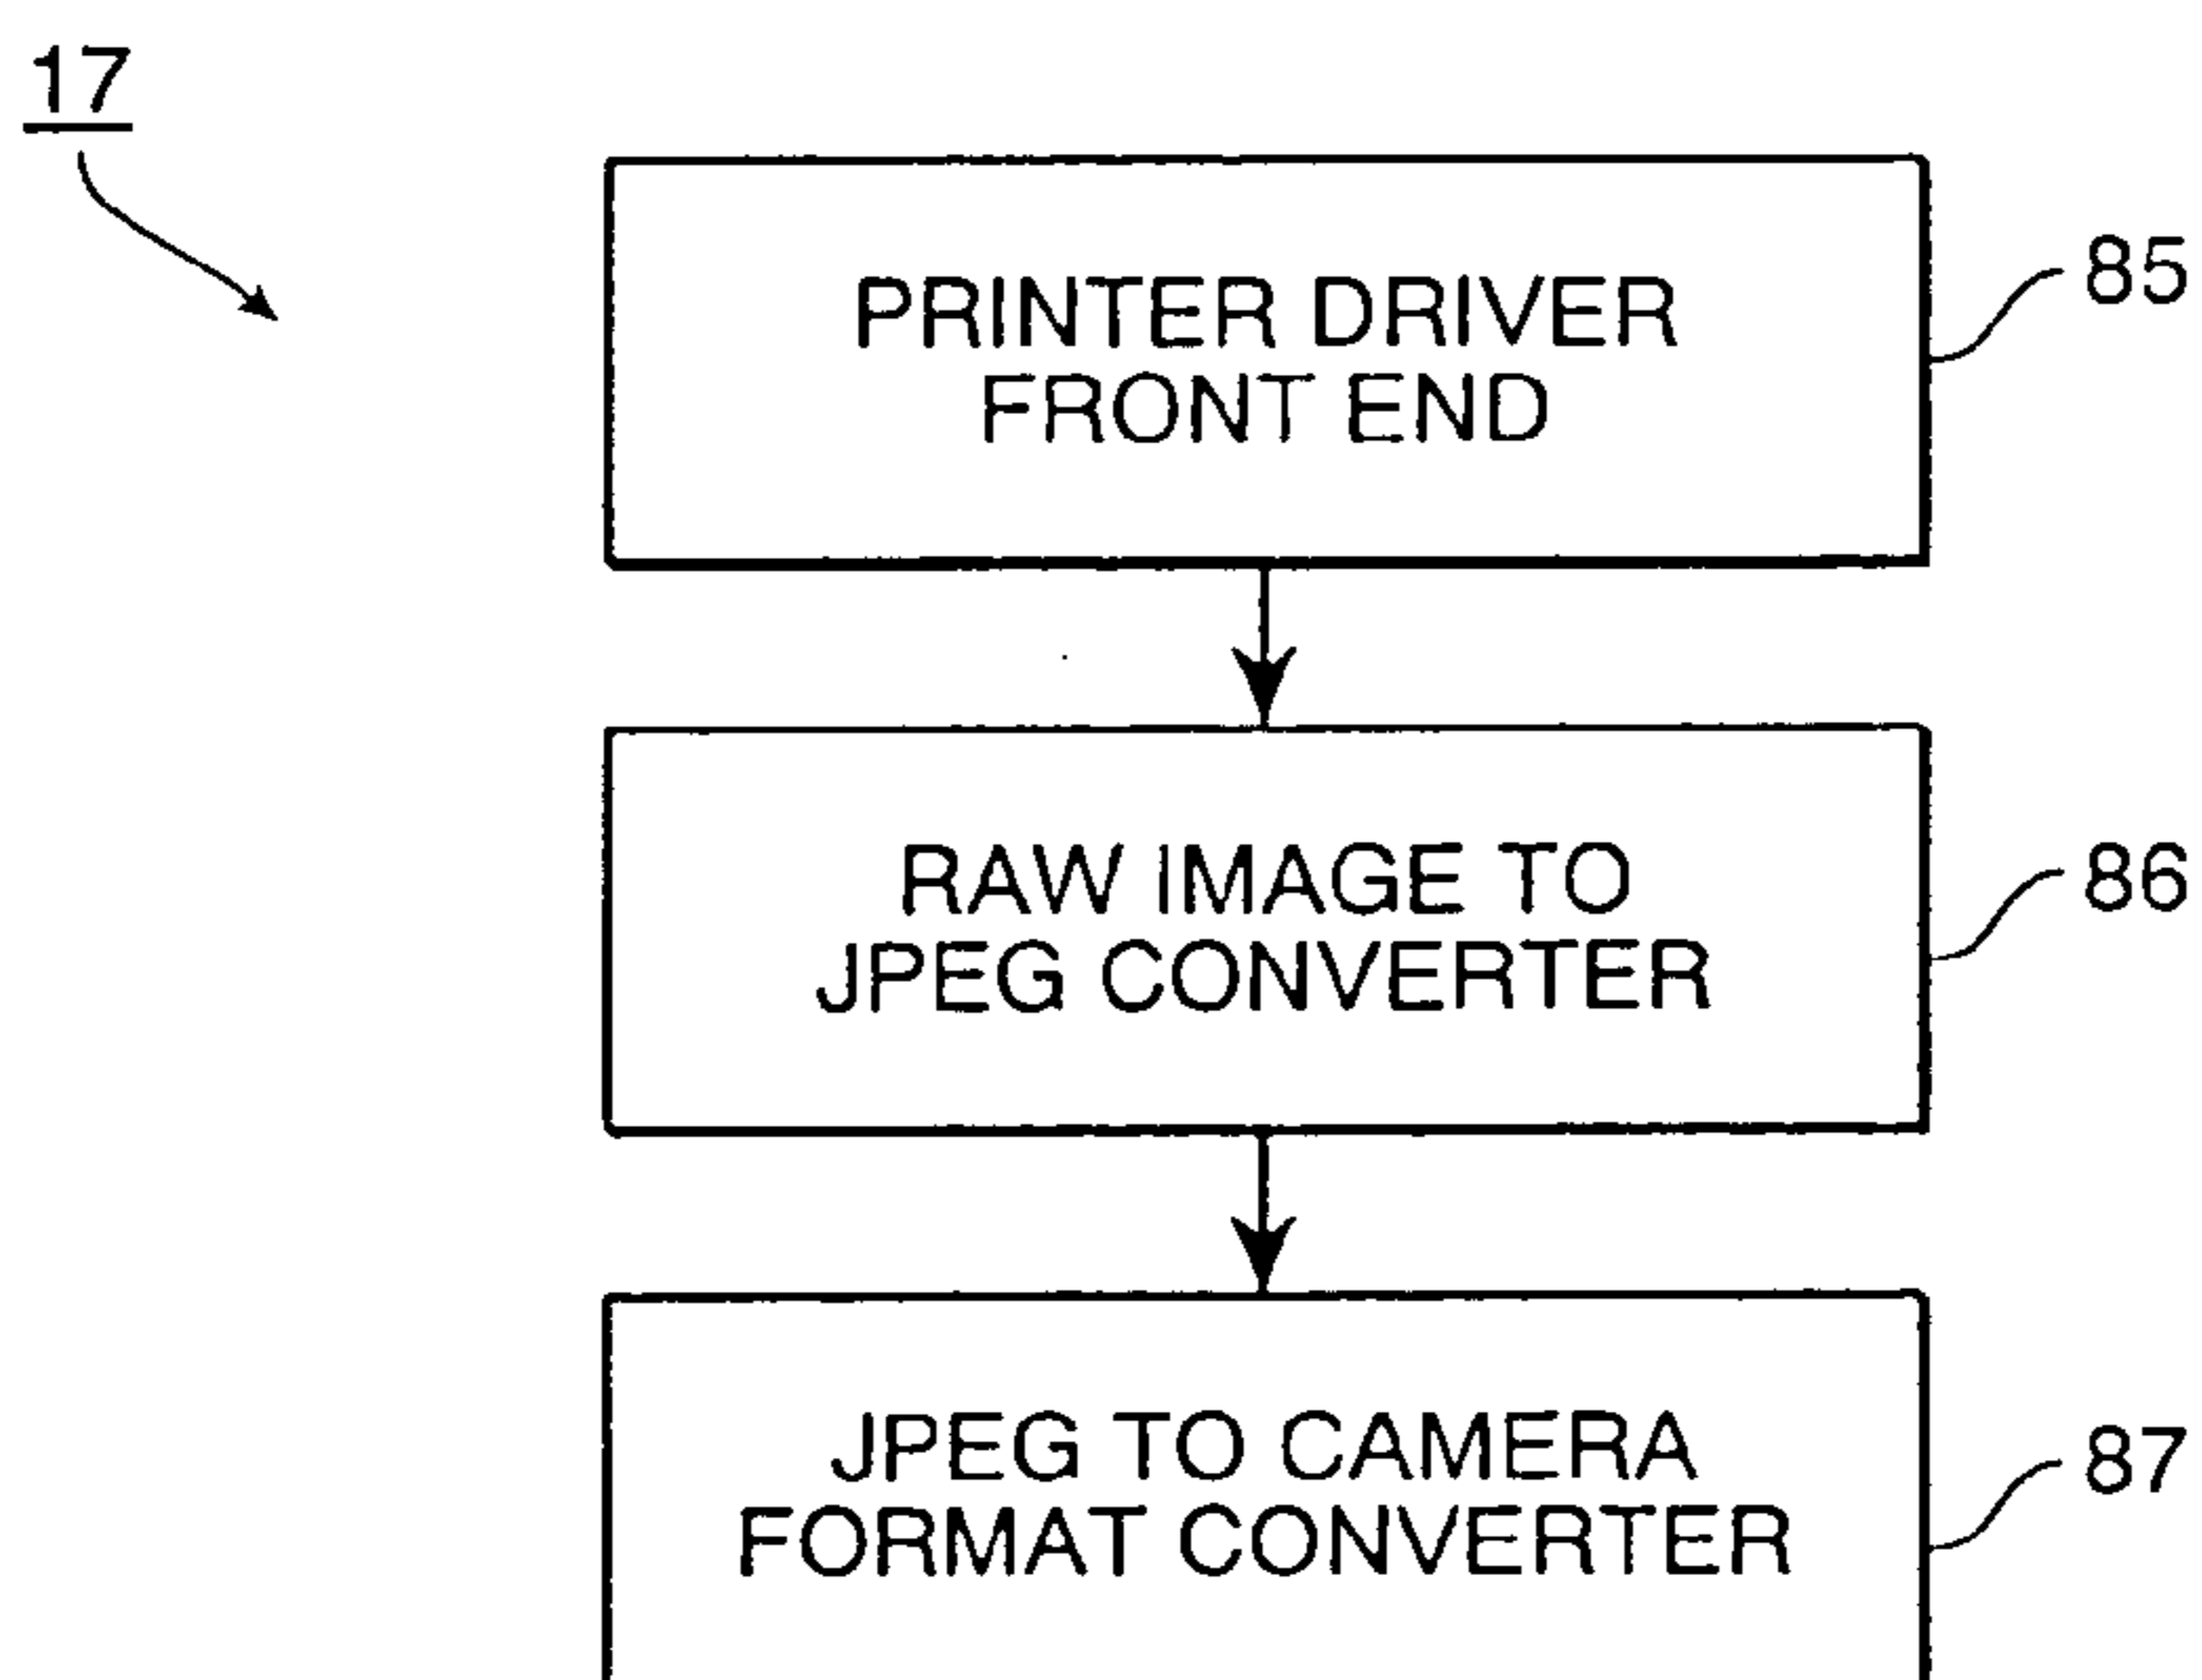 17
PRINTER DRIVER
FRONT END
85
RAW IMAGE TO
JPEG CONVERTER
86
JPEG TO CAMERA
FORMAT CONVERTER
87